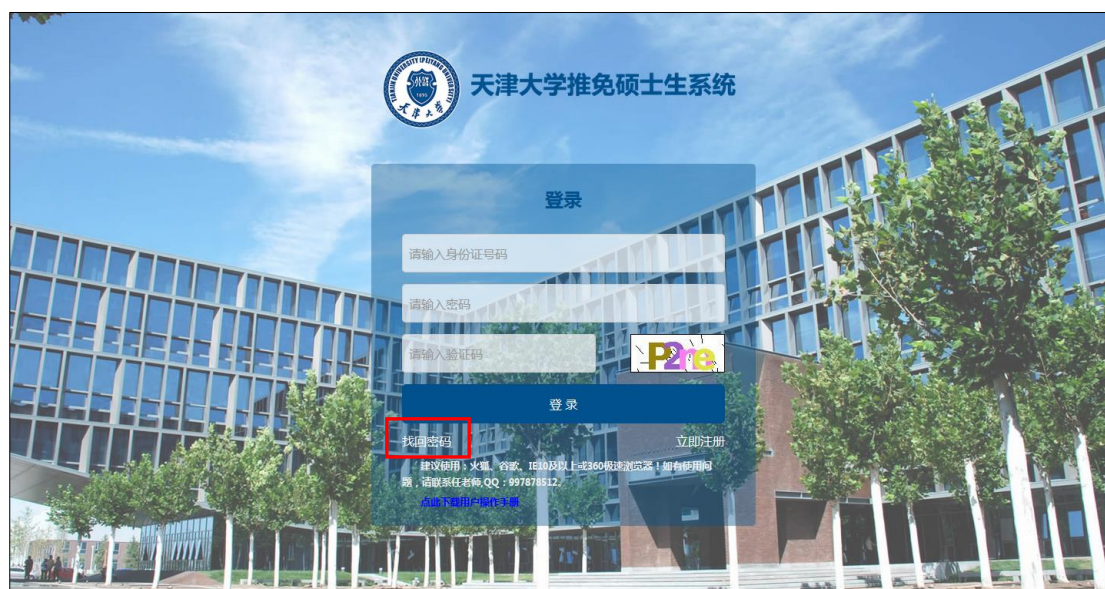 天津大学推免硕士生系统
登录
请输入身份证号码
请输入密码
请输入验证码
P2ne
登 录
找回密码
立即注册
建议使用：火狐、谷歌、IE10及以上或360极速浏览器！如有使用问
题，请联系任老师,QQ：997878512。
点此下载用户操作手册